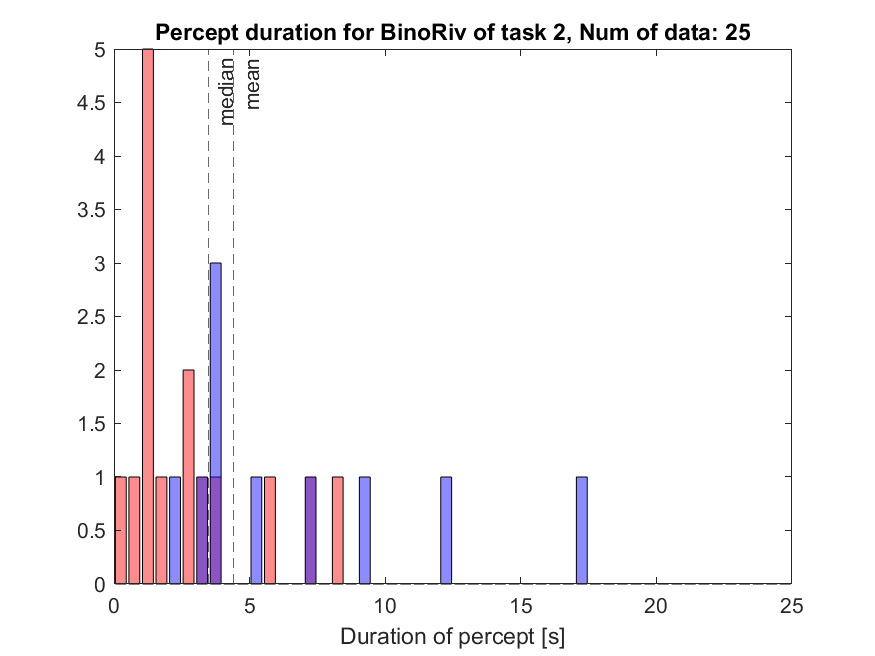 Percept duration for BinoRiv of task 2, Num of data: 25
5
4.5
4
3.5
3
2.5
2
1.5
1
0.5
0
median
mean
0 5 10 15 20 25
Duration of percept [s]